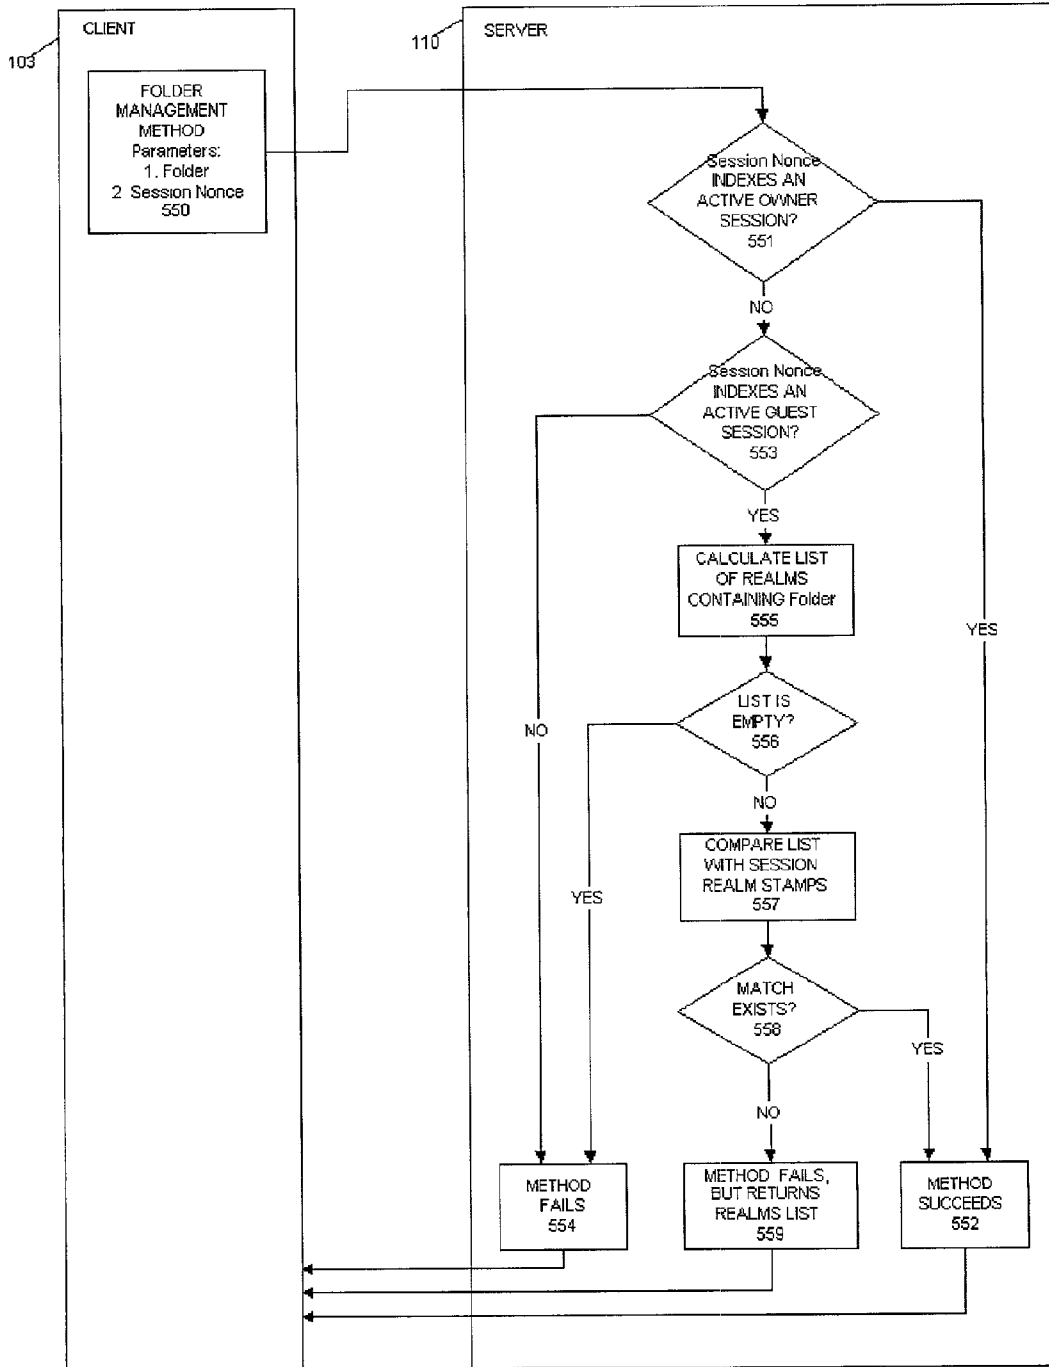 CLIENT
103
FOLDER
MANAGEMENT
METHOD
Parameters:
1. Folder
2 Session Nonce
550
110
SERVER
Session Nonce
INDEXES AN
ACTIVE OWNER
SESSION?
551
NO
Session Nonce
INDEXES AN
ACTIVE GUEST
SESSION?
553
YES
CALCULATE LIST
OF REALMS
CONTAINING Folder
555
YES
LIST IS
EMPTY?
556
NO
NO
COMPARE LIST
WITH SESSION
REALM STAMPS
557
YES
MATCH
EXISTS?
558
YES
NO
METHOD
FAILS
554
METHOD FAILS,
BUT RETURNS
REALMS LIST
559
METHOD
SUCCEEDS
552